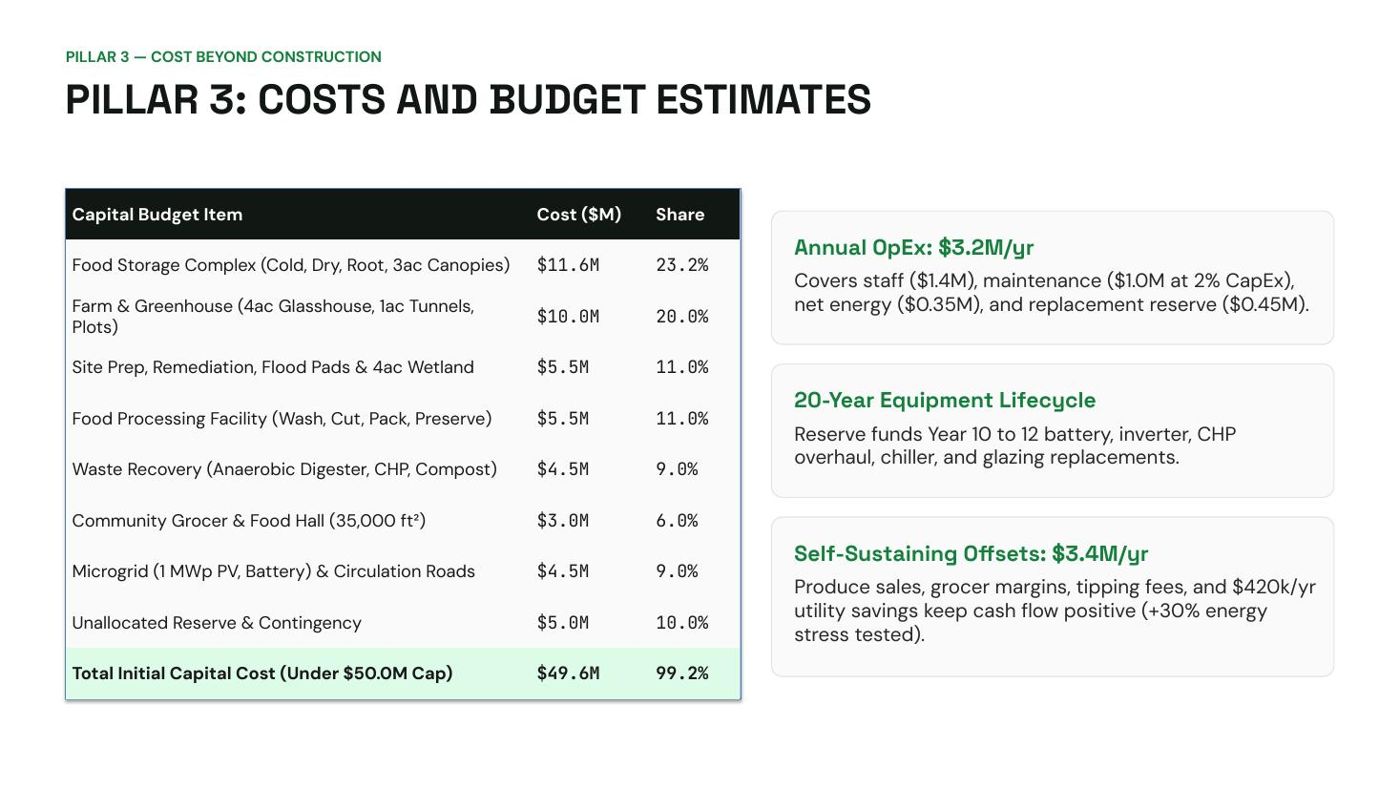 PILLAR 3 — COST BEYOND CONSTRUCTION
PILLAR 3: COSTS AND BUDGET ESTIMATES
Capital Budget Item Cost ($M) Share
Food Storage Complex (Cold, Dry, Root, 3ac Canopies) $11.6M 23.2%
Farm & Greenhouse (4ac Glasshouse, 1ac Tunnels,
Plots) $10.0M 20.0%
Site Prep, Remediation, Flood Pads & 4ac Wetland $5.5M 11.0%
Food Processing Facility (Wash, Cut, Pack, Preserve) $5.5M 11.0%
Waste Recovery (Anaerobic Digester, CHP, Compost) $4.5M 9.0%
Community Grocer & Food Hall (35,000 ft²) $3.0M 6.0%
Microgrid (1 MWp PV, Battery) & Circulation Roads $4.5M 9.0%
Unallocated Reserve & Contingency $5.0M 10.0%
Total Initial Capital Cost (Under $50.0M Cap) $49.6M 99.2%
Annual OpEx: $3.2M/yr
Covers staff ($1.4M), maintenance ($1.0M at 2% CapEx),
net energy ($0.35M), and replacement reserve ($0.45M).
20-Year Equipment Lifecycle
Reserve funds Year 10 to 12 battery, inverter, CHP
overhaul, chiller, and glazing replacements.
Self-Sustaining Offsets: $3.4M/yr
Produce sales, grocer margins, tipping fees, and $420k/yr
utility savings keep cash flow positive (+30% energy
stress tested).